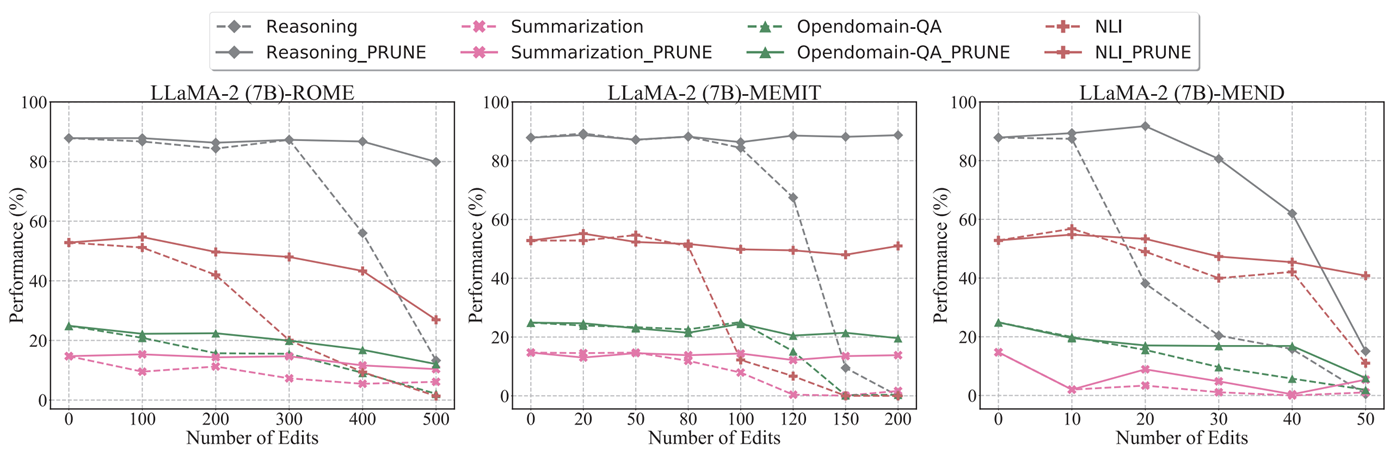 Reasoning Summarization Opendomain-QA NLI
Reasoning_PRUNE Summarization_PRUNE Opendomain-QA_PRUNE NLI_PRUNE
LLaMA-2 (7B)-ROME
100
80
60
40
20
0
Performance (%)
0 100 200 300 400 500
Number of Edits
LLaMA-2 (7B)-MEMIT
100
80
60
40
20
0
Performance (%)
0 20 50 80 100 120 150 200
Number of Edits
LLaMA-2 (7B)-MEND
100
80
60
40
20
0
Performance (%)
0 10 20 30 40 50
Number of Edits